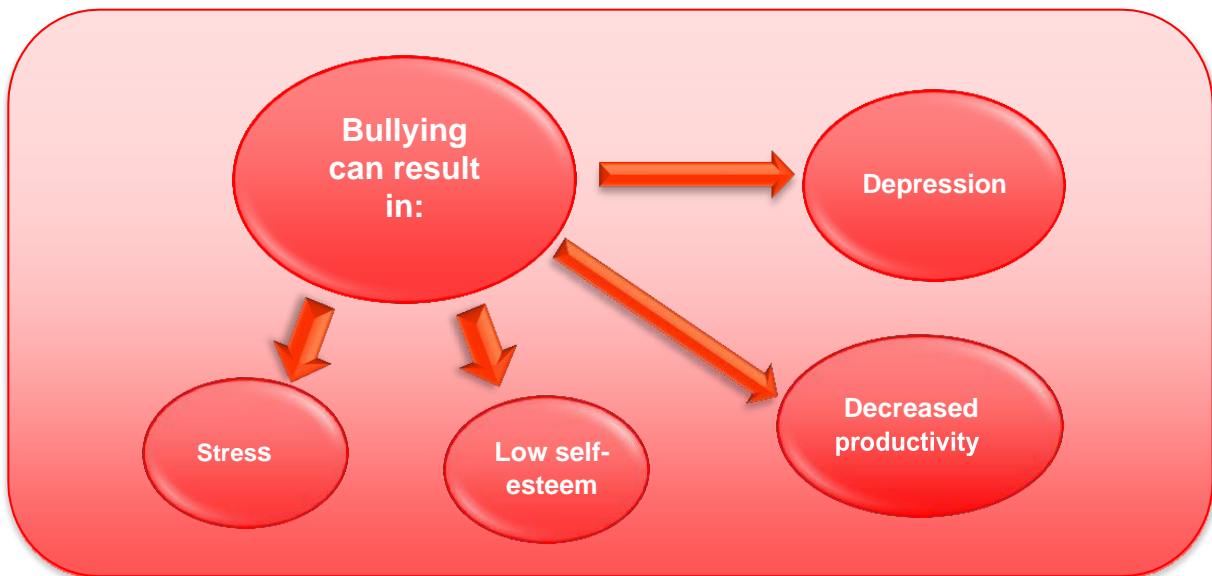 Bullying
can result
in:
Depression
Decreased
productivity
Stress
Low self-
esteem